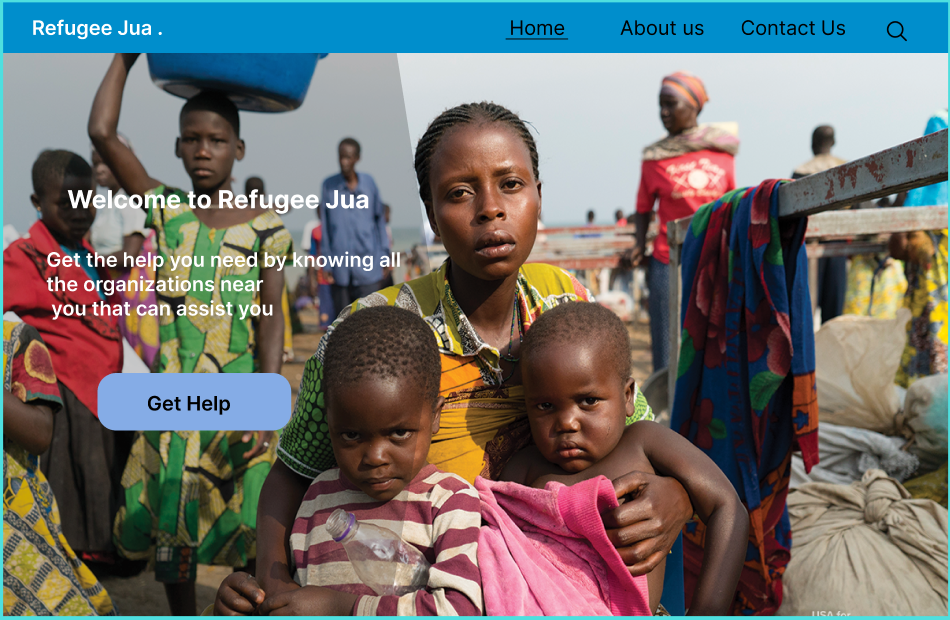 Refugee Jua .
Home
About us
Contact Us
Welcome to Refugee Jua
Get the help you need by knowing all
the organizations near
you that can assist you
Get Help
USA for